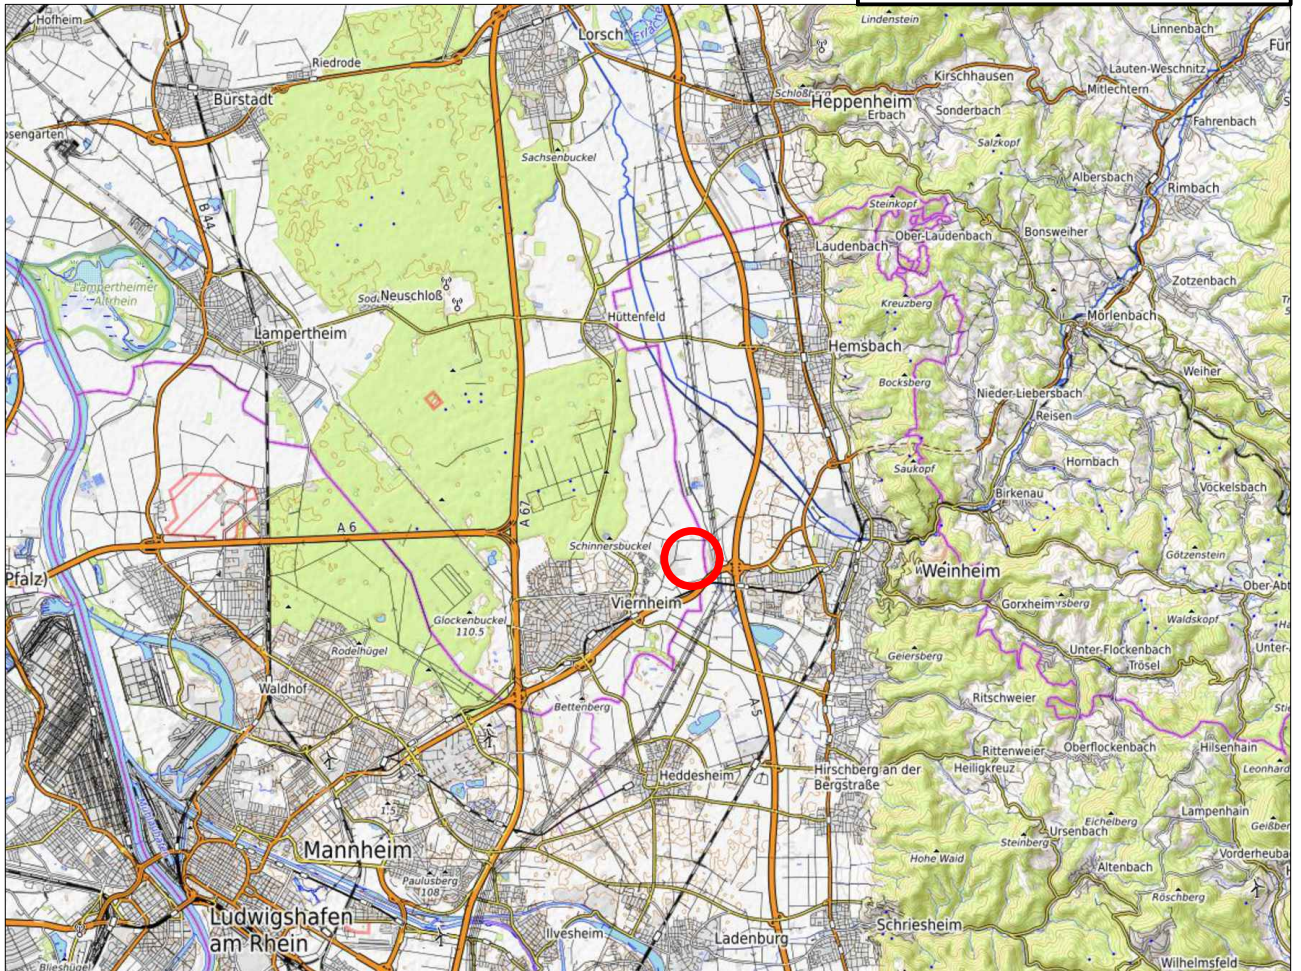 Hofheim
Lorsch
Lindenstein
Linnenbach
Riedrode
Lauten-Weschnitz
Kirschhausen
Mitlechtern
Bürstadt
Heppenheim
Erbach
Sonderbach
Fahrenbach
Salzkopf
Sachsenbuckel
Albersbach
Rimbach
B 44
Steinkopf
Laudenbach
Ober-Laudenbach
Bonsweiher
Zotzenbach
Lampertheimer
Altrhein
Neuschloß
Kreuzberg
Hüttenfeld
Mörlenbach
Lampertheim
Hemsbach
Weiher
Bocksberg
Nieder-Liebersbach
Reisen
Hornbach
Saukopf
Vöckelsbach
Birkenau
A 67
A 6
Schinnersbuckel
Götzenstein
Pfalz)
Weinheim
Viernheim
Gorxheim
Glockenbuckel
110.5
Waldskopf
Rodelhügel
Unter-Flockenbach
Trösel
Geiersberg
Waldhof
Ritschweier
Bettenberg
A 5
Rittenweier
Oberflockenbach
Hilsenhain
Heddesheim
Hirschberg an der
Bergstraße
Heiligkreuz
Lampenhain
Eichelberg
Ursenbach
Steinberg
Mannheim
Hohe Waid
Altenbach
Paulusberg
108
Röschberg
Ludwigshafen
am Rhein
Schriesheim
Ilvesheim
Ladenburg
Wilhelmsfeld